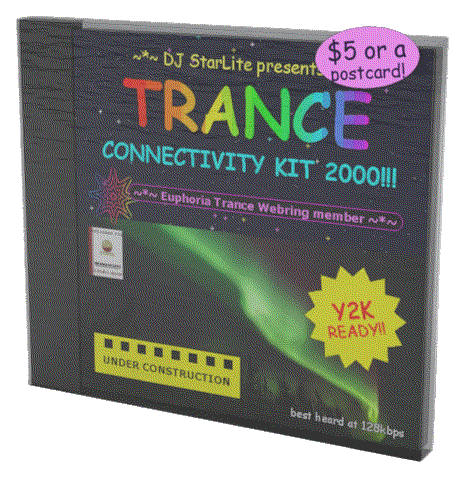 $5 or a
postcard!
~*~ DJ StarLite presents
TRANCE
CONNECTIVITY KIT 2000!!!
~*~ Euphoria Trance Webring member ~*~
Y2K
READY!!
UNDER CONSTRUCTION
best heard at 128kbps